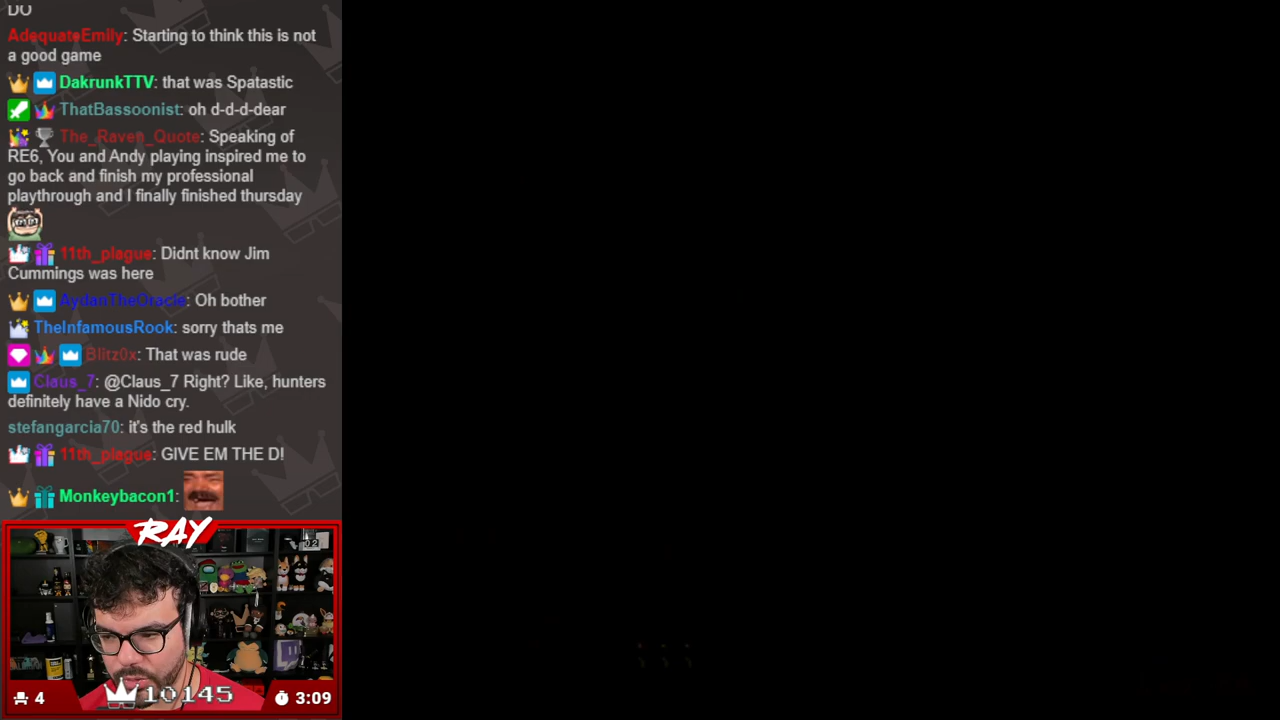 DO
AdequateEmily: Starting to think this is not
a good game
DakrunkTTV: that was Spatastic
ThatBassoonist: oh d-d-d-dear
The_Raven_Quote: Speaking of
RE6, You and Andy playing inspired me to
go back and finish my professional
playthrough and I finally finished thursday
11th_plague: Didnt know Jim
Cummings was here
AydanTheOracle: Oh bother
TheInfamousRook: sorry thats me
Blitz0x: That was rude
Claus_7: @Claus_7 Right? Like, hunters
definitely have a Nido cry.
stefangarcia70: it's the red hulk
11th_plague: GIVE EM THE D!
Monkeybacon1:
RAY
4
10145
3:09